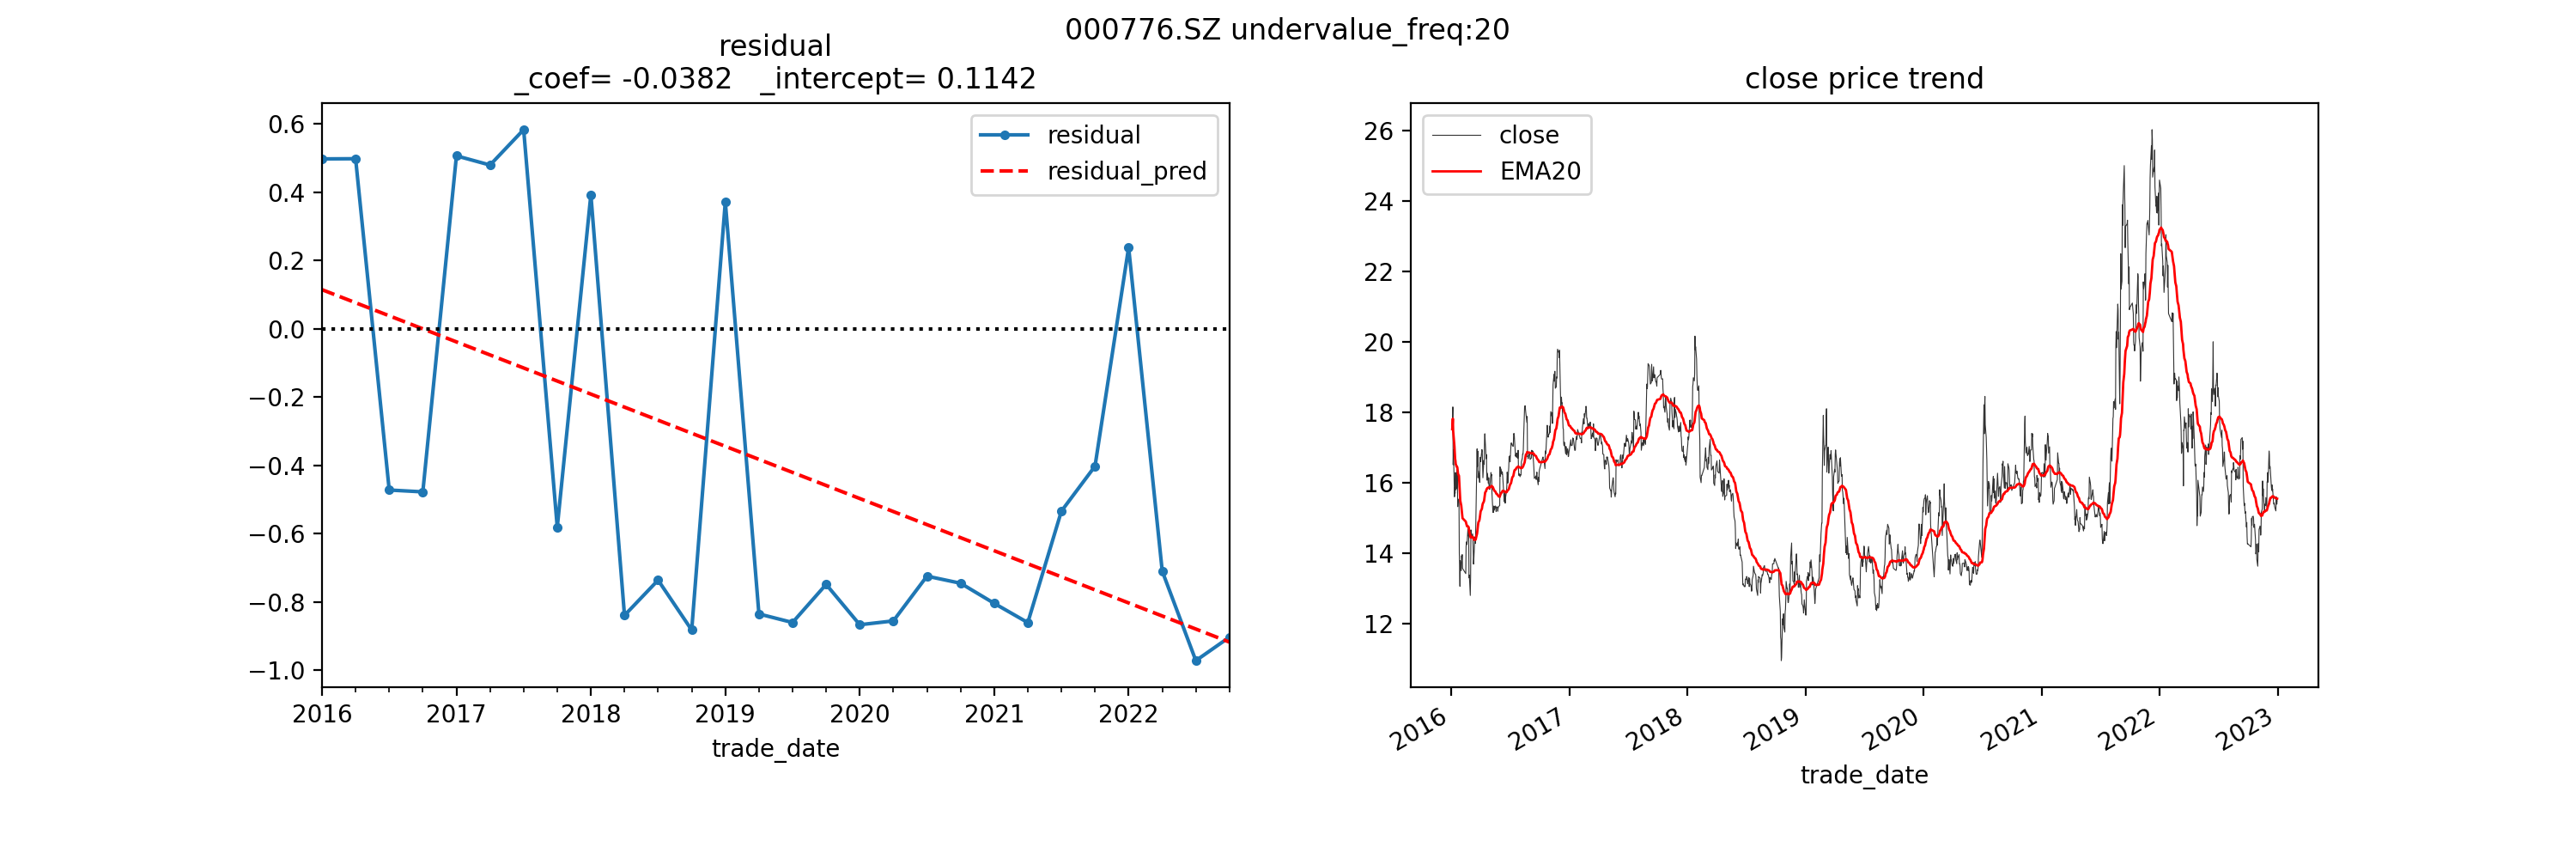 000776.SZ undervalue_freq:20
residual
_coef= -0.0382   _intercept= 0.1142
residual
residual_pred
0.6
0.4
0.2
0.0
−0.2
−0.4
−0.6
−0.8
−1.0
2016 2017 2018 2019 2020 2021 2022
trade_date
close price trend
close
EMA20
26
24
22
20
18
16
14
12
2016 2017 2018 2019 2020 2021 2022 2023
trade_date